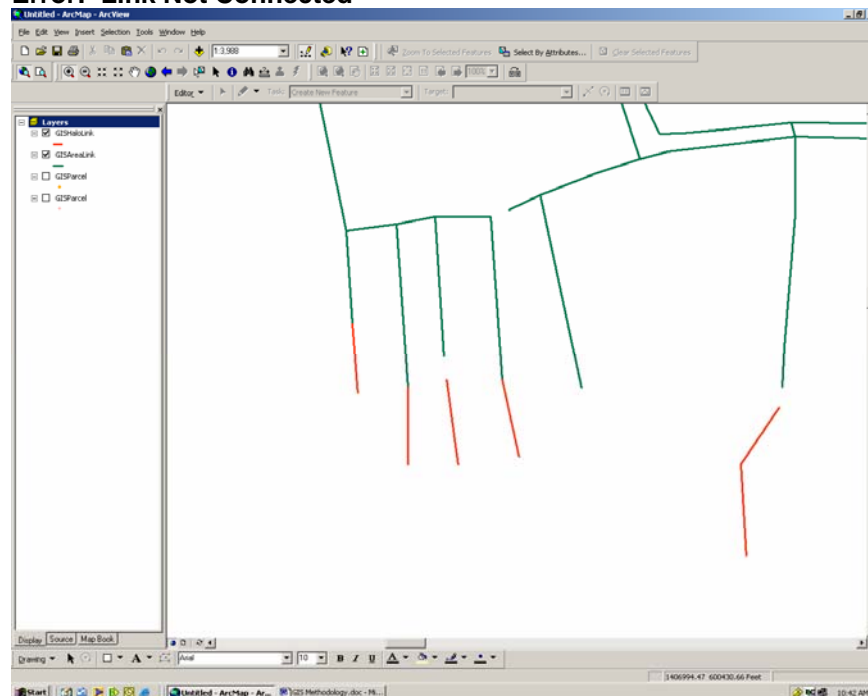 Error: Link Not Connected
Untitled - ArcMap - ArcView
File Edit View Insert Selection Tools Window Help
1:3,988
Zoom To Selected Features Select By Attributes... Clear Selected Features
100%
Editor Task: Create New Feature Target:
Layers
GISHaloLink
GISAreaLink
GISParcel
GISParcel
Display Source Map Book
Drawing A Arial 10 B I U A
1406994.47 600430.66 Feet
Start Untitled - ArcMap - Ar... GIS Methodology.doc - Mi... 10:42 AM